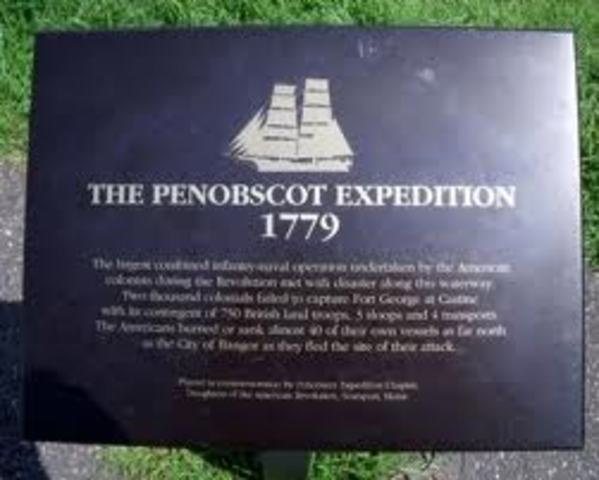 THE PENOBSCOT EXPEDITION
1779
The largest combined infantry-naval operation undertaken by the American
colonists during the Revolution met with disaster along this waterway.
Two thousand colonials failed to capture Fort George at Castine
with its contingent of 750 British land troops, 3 sloops and 4 transports
The Americans burned or sank almost 40 of their own vessels as far north
as the City of Bangor as they fled the site of their attack.
Placed in commemoration by Penobscot Expedition Chapter,
Daughters of the American Revolution, Searsport, Maine